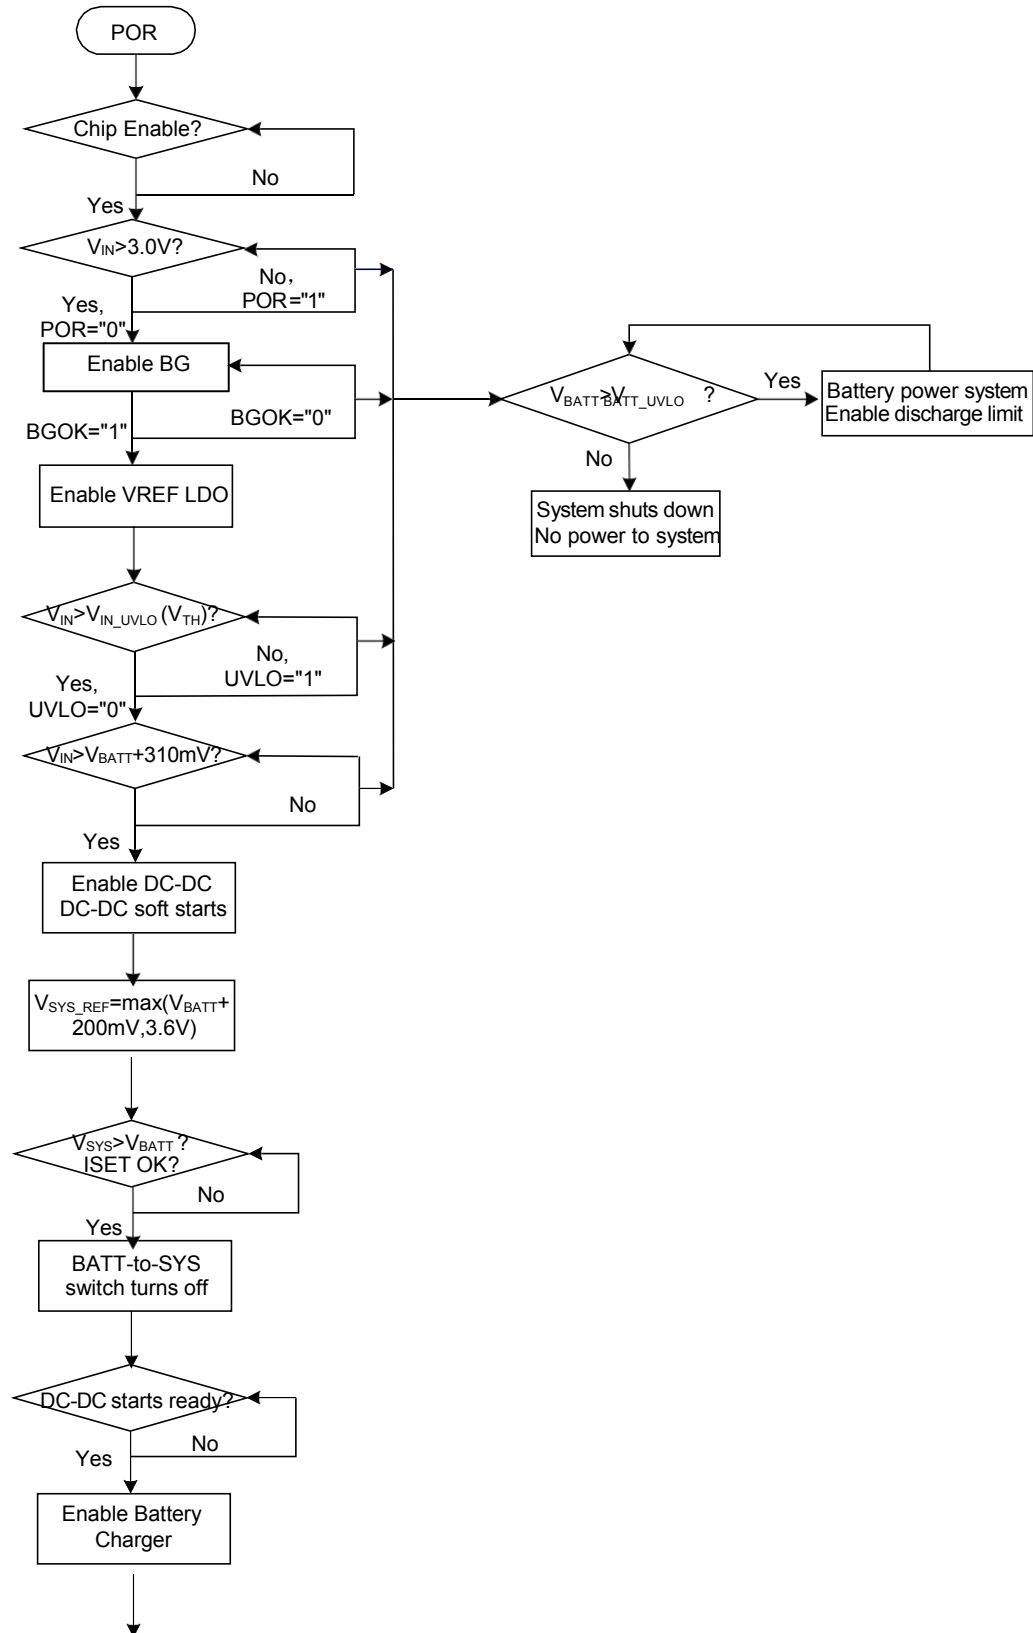 POR
Chip Enable?
No
Yes
VIN>3.0V?
No,
POR="1"
Yes,
POR="0"
Enable BG
BGOK="0"
BGOK="1"
Enable VREF LDO
VIN>VIN_UVLO (VTH)?
No,
UVLO="1"
Yes,
UVLO="0"
VIN>VBATT+310mV?
No
Yes
Enable DC-DC
DC-DC soft starts
VSYS_REF=max(VBATT+
200mV,3.6V)
VSYS>VBATT ?
ISET OK?
No
Yes
BATT-to-SYS
switch turns off
DC-DC starts ready?
No
Yes
Enable Battery
Charger
VBATT>VBATT_UVLO ?
Yes
Battery power system
Enable discharge limit
No
System shuts down
No power to system